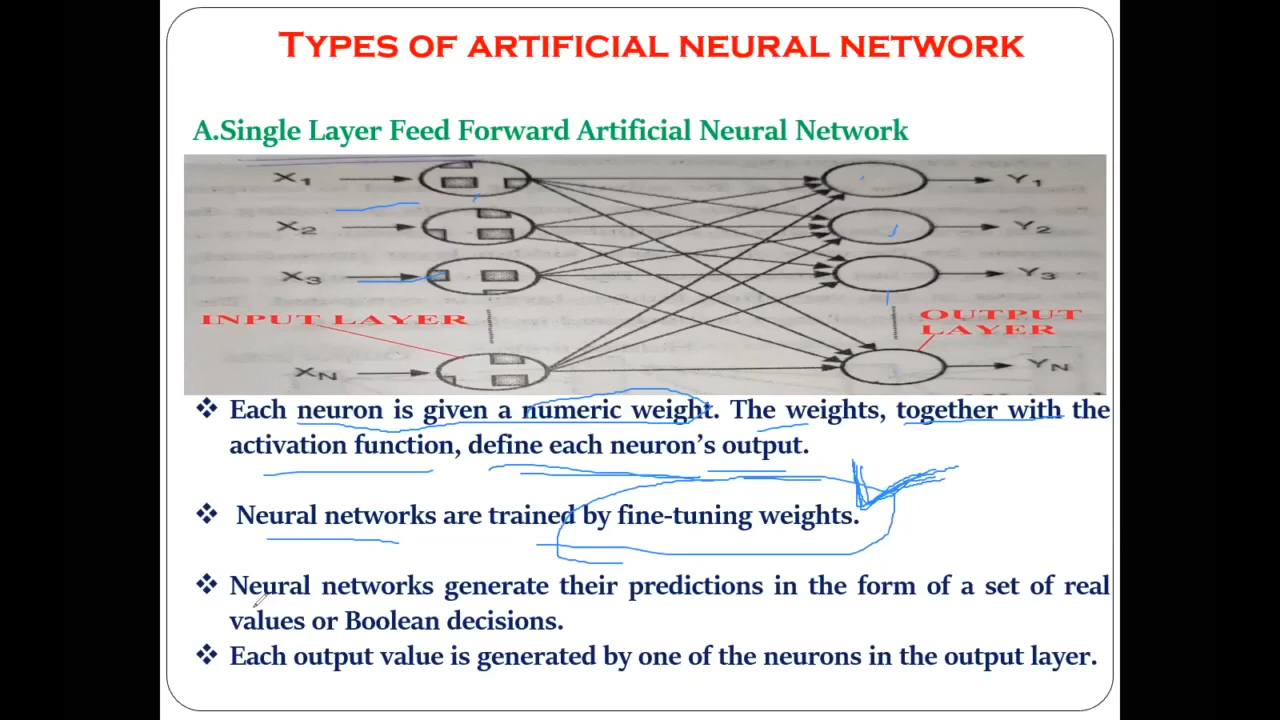 TYPES OF ARTIFICIAL NEURAL NETWORK
A.Single Layer Feed Forward Artificial Neural Network
X1
Y1
X2
Y2
X3
Y3
INPUT LAYER
OUTPUT
LAYER
XN
YN
❖ Each neuron is given a numeric weight. The weights, together with the
activation function, define each neuron's output.
❖ Neural networks are trained by fine-tuning weights.
❖ Neural networks generate their predictions in the form of a set of real
values or Boolean decisions.
❖ Each output value is generated by one of the neurons in the output layer.